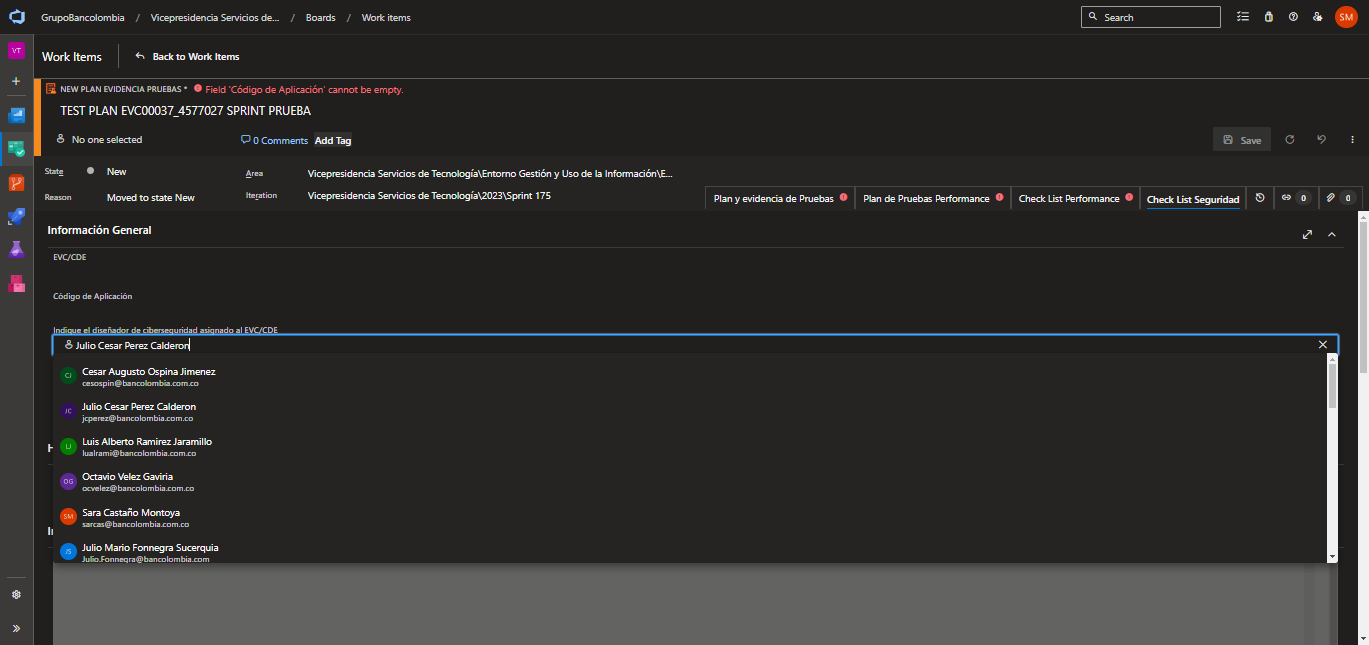 GrupoBancolombia / Vicepresidencia Servicios de... / Boards / Work items
Search
SM
VT
Work Items
Back to Work Items
NEW PLAN EVIDENCIA PRUEBAS *
Field 'Código de Aplicación' cannot be empty.
TEST PLAN EVC00037_4577027 SPRINT PRUEBA
No one selected
0 Comments
Add Tag
Save
State
New
Area
Vicepresidencia Servicios de Tecnología\Entorno Gestión y Uso de la Información\E...
Reason
Moved to state New
Iteration
Vicepresidencia Servicios de Tecnología\2023\Sprint 175
Plan y evidencia de Pruebas
Plan de Pruebas Performance
Check List Performance
Check List Seguridad
0
0
Información General
EVC/CDE
Código de Aplicación
Indique el diseñador de ciberseguridad asignado al EVC/CDE
Julio Cesar Perez Calderon
CJ
Cesar Augusto Ospina Jimenez
cesospin@bancolombia.com.co
JC
Julio Cesar Perez Calderon
jcperez@bancolombia.com.co
LJ
Luis Alberto Ramirez Jaramillo
lualrami@bancolombia.com.co
OG
Octavio Velez Gaviria
ocvelez@bancolombia.com.co
SM
Sara Castaño Montoya
sarcas@bancolombia.com.co
JS
Julio Mario Fonnegra Sucerquia
Julio.Fonnegra@bancolombia.com